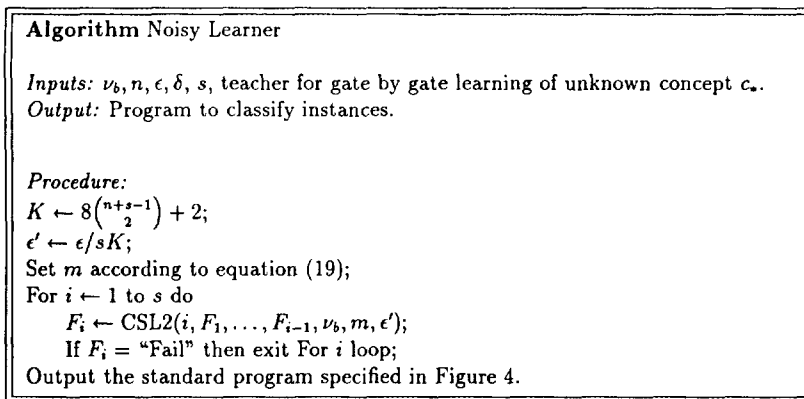 Algorithm Noisy Learner
Inputs: ν_b, n, ε, δ, s, teacher for gate by gate learning of unknown concept c_*.
Output: Program to classify instances.
Procedure:
K ← 8(n+s−1 2) + 2;
ε′ ← ε/sK;
Set m according to equation (19);
For i ← 1 to s do
F_i ← CSL2(i, F_1, . . . , F_{i−1}, ν_b, m, ε′);
If F_i = “Fail” then exit For i loop;
Output the standard program specified in Figure 4.